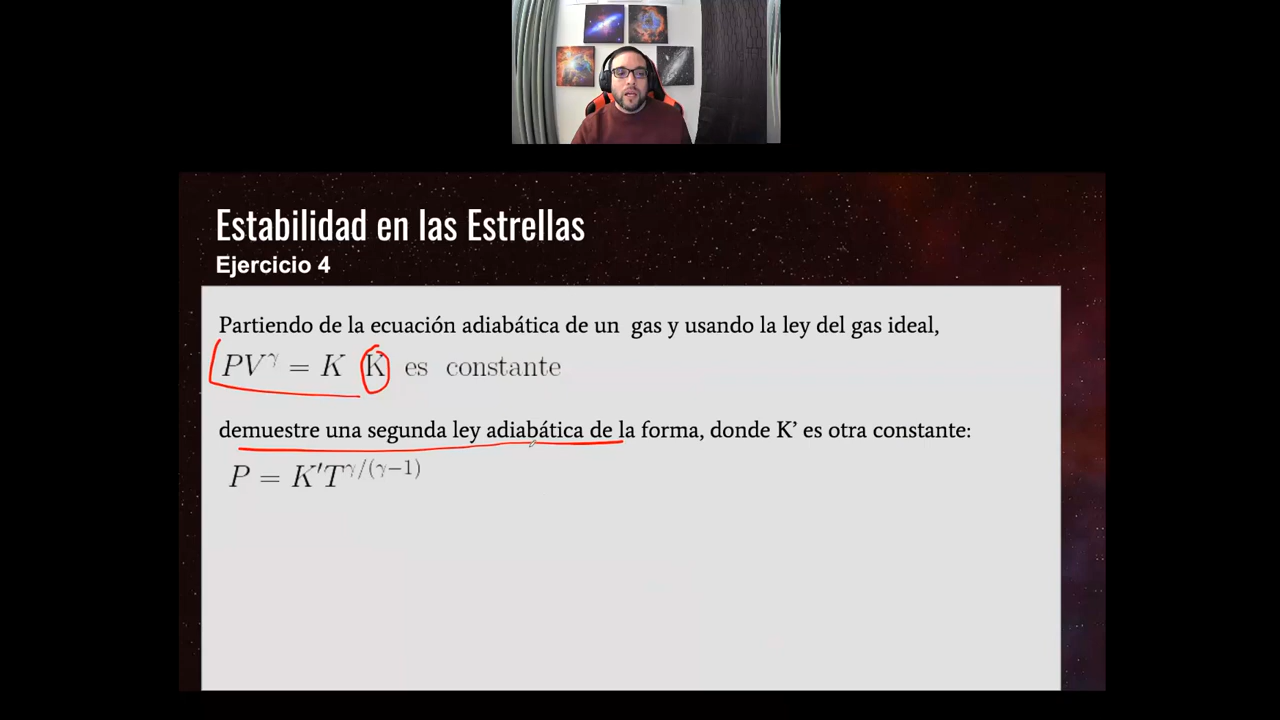 Estabilidad en las Estrellas
Ejercicio 4
Partiendo de la ecuación adiabática de un gas y usando la ley del gas ideal,
PV^γ = K K es constante
demuestre una segunda ley adiabática de la forma, donde K’ es otra constante:
P = K′T^γ/(γ−1)